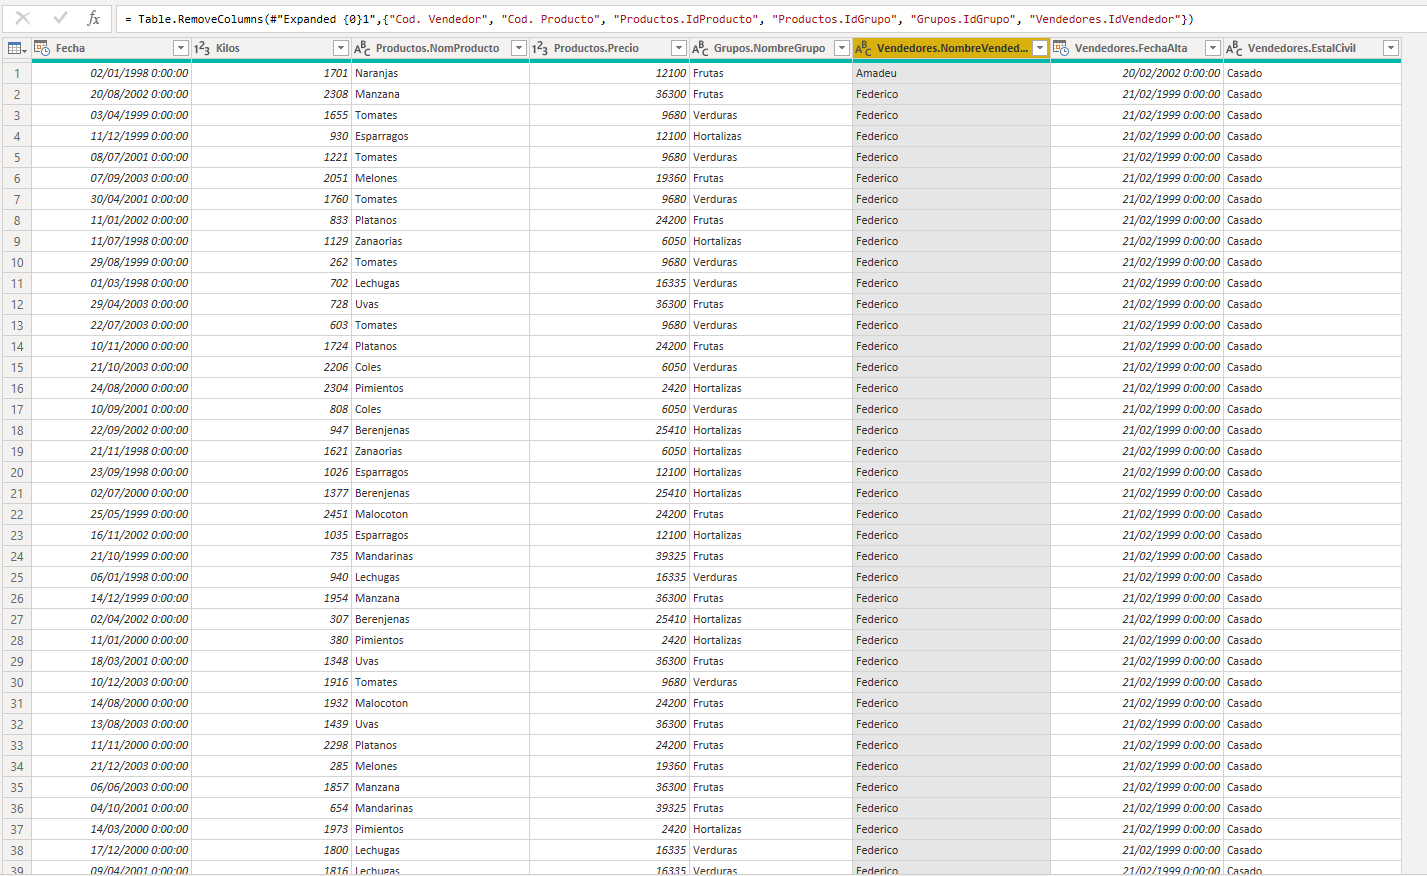 = Table.RemoveColumns(#"Expanded {0}1",{"Cod. Vendedor", "Cod. Producto", "Productos.IdProducto", "Productos.IdGrupo", "Grupos.IdGrupo", "Vendedores.IdVendedor"})
Fecha Kilos Productos.NomProducto Productos.Precio Grupos.NombreGrupo Vendedores.NombreVended... Vendedores.FechaAlta Vendedores.EstalCivil
1 02/01/1998 0:00:00 1701 Naranjas 12100 Frutas Amadeu 20/02/2002 0:00:00 Casado
2 20/08/2002 0:00:00 2308 Manzana 36300 Frutas Federico 21/02/1999 0:00:00 Casado
3 03/04/1999 0:00:00 1655 Tomates 9680 Verduras Federico 21/02/1999 0:00:00 Casado
4 11/12/1999 0:00:00 930 Esparragos 12100 Hortalizas Federico 21/02/1999 0:00:00 Casado
5 08/07/2001 0:00:00 1221 Tomates 9680 Verduras Federico 21/02/1999 0:00:00 Casado
6 07/09/2003 0:00:00 2051 Melones 19360 Frutas Federico 21/02/1999 0:00:00 Casado
7 30/04/2001 0:00:00 1760 Tomates 9680 Verduras Federico 21/02/1999 0:00:00 Casado
8 11/01/2002 0:00:00 833 Platanos 24200 Frutas Federico 21/02/1999 0:00:00 Casado
9 11/07/1998 0:00:00 1129 Zanaorias 6050 Hortalizas Federico 21/02/1999 0:00:00 Casado
10 29/08/1999 0:00:00 262 Tomates 9680 Verduras Federico 21/02/1999 0:00:00 Casado
11 01/03/1998 0:00:00 702 Lechugas 16335 Verduras Federico 21/02/1999 0:00:00 Casado
12 29/04/2003 0:00:00 728 Uvas 36300 Frutas Federico 21/02/1999 0:00:00 Casado
13 22/07/2003 0:00:00 603 Tomates 9680 Verduras Federico 21/02/1999 0:00:00 Casado
14 10/11/2000 0:00:00 1724 Platanos 24200 Frutas Federico 21/02/1999 0:00:00 Casado
15 21/10/2003 0:00:00 2206 Coles 6050 Verduras Federico 21/02/1999 0:00:00 Casado
16 24/08/2000 0:00:00 2304 Pimientos 2420 Hortalizas Federico 21/02/1999 0:00:00 Casado
17 10/09/2001 0:00:00 808 Coles 6050 Verduras Federico 21/02/1999 0:00:00 Casado
18 22/09/2002 0:00:00 947 Berenjenas 25410 Hortalizas Federico 21/02/1999 0:00:00 Casado
19 21/11/1998 0:00:00 1621 Zanaorias 6050 Hortalizas Federico 21/02/1999 0:00:00 Casado
20 23/09/1998 0:00:00 1026 Esparragos 12100 Hortalizas Federico 21/02/1999 0:00:00 Casado
21 02/07/2000 0:00:00 1377 Berenjenas 25410 Hortalizas Federico 21/02/1999 0:00:00 Casado
22 25/05/1999 0:00:00 2451 Malocoton 24200 Frutas Federico 21/02/1999 0:00:00 Casado
23 16/11/2002 0:00:00 1035 Esparragos 12100 Hortalizas Federico 21/02/1999 0:00:00 Casado
24 21/10/1999 0:00:00 735 Mandarinas 39325 Frutas Federico 21/02/1999 0:00:00 Casado
25 06/01/1998 0:00:00 940 Lechugas 16335 Verduras Federico 21/02/1999 0:00:00 Casado
26 14/12/1999 0:00:00 1954 Manzana 36300 Frutas Federico 21/02/1999 0:00:00 Casado
27 02/04/2002 0:00:00 307 Berenjenas 25410 Hortalizas Federico 21/02/1999 0:00:00 Casado
28 11/01/2000 0:00:00 380 Pimientos 2420 Hortalizas Federico 21/02/1999 0:00:00 Casado
29 18/03/2001 0:00:00 1348 Uvas 36300 Frutas Federico 21/02/1999 0:00:00 Casado
30 10/12/2003 0:00:00 1916 Tomates 9680 Verduras Federico 21/02/1999 0:00:00 Casado
31 14/08/2000 0:00:00 1932 Malocoton 24200 Frutas Federico 21/02/1999 0:00:00 Casado
32 13/08/2003 0:00:00 1439 Uvas 36300 Frutas Federico 21/02/1999 0:00:00 Casado
33 11/11/2000 0:00:00 2298 Platanos 24200 Frutas Federico 21/02/1999 0:00:00 Casado
34 21/12/2003 0:00:00 285 Melones 19360 Frutas Federico 21/02/1999 0:00:00 Casado
35 06/06/2003 0:00:00 1857 Manzana 36300 Frutas Federico 21/02/1999 0:00:00 Casado
36 04/10/2001 0:00:00 654 Mandarinas 39325 Frutas Federico 21/02/1999 0:00:00 Casado
37 14/03/2000 0:00:00 1973 Pimientos 2420 Hortalizas Federico 21/02/1999 0:00:00 Casado
38 17/12/2000 0:00:00 1800 Lechugas 16335 Verduras Federico 21/02/1999 0:00:00 Casado
39 09/04/2001 0:00:00 1816 Lechugas 16335 Verduras Federico 21/02/1999 0:00:00 Casado